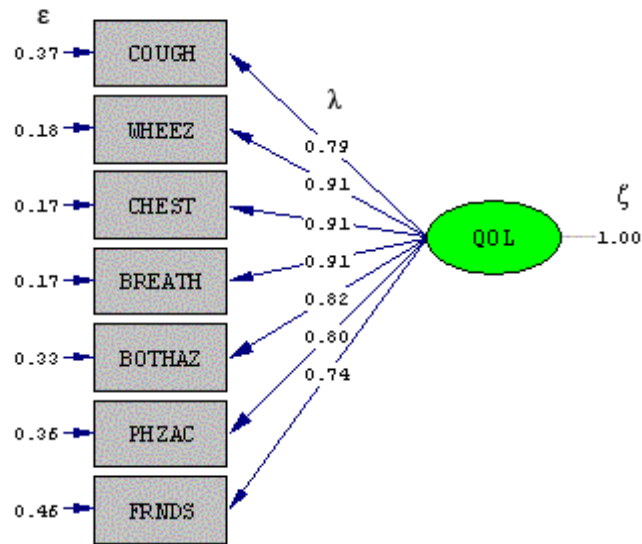 ε
0.37 COUGH
λ
0.18 WHEEZ
0.79
0.91
ζ
0.17 CHEST
0.91
QOL 1.00
0.91
0.17 BREATH
0.82
0.80
0.33 BOTHAZ
0.74
0.36 PHZAC
0.46 FRNDS